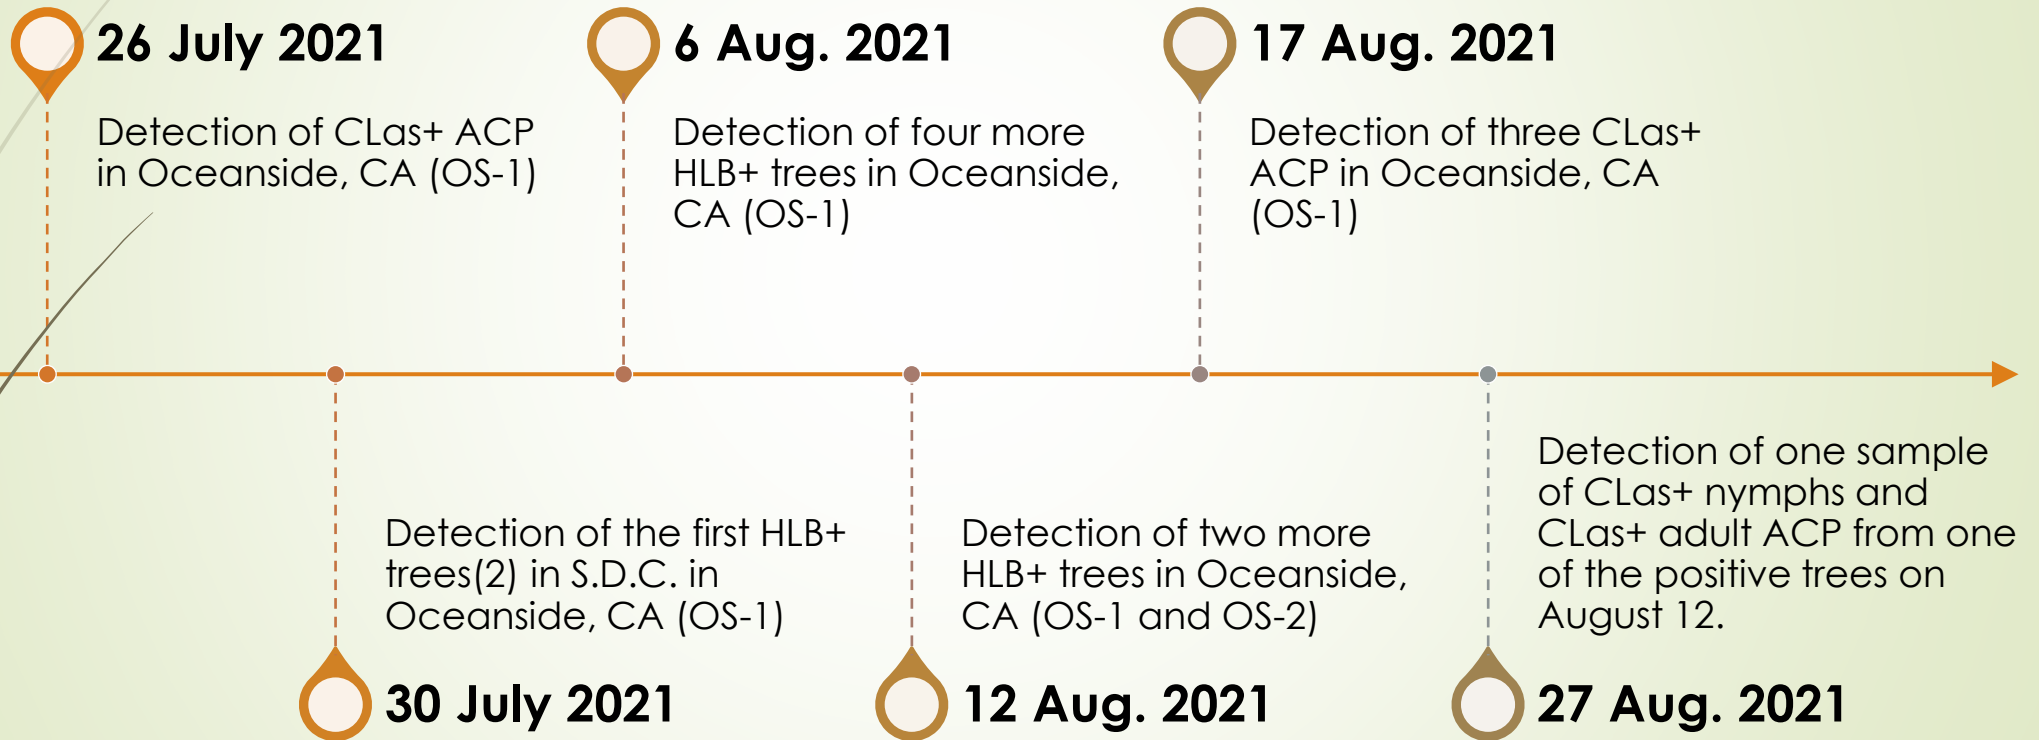 26 July 2021
Detection of CLas+ ACP
in Oceanside, CA (OS-1)
Detection of the first HLB+
trees(2) in S.D.C. in
Oceanside, CA (OS-1)
30 July 2021
6 Aug. 2021
Detection of four more
HLB+ trees in Oceanside,
CA (OS-1)
Detection of two more
HLB+ trees in Oceanside,
CA (OS-1 and OS-2)
12 Aug. 2021
17 Aug. 2021
Detection of three CLas+
ACP in Oceanside, CA
(OS-1)
Detection of one sample
of CLas+ nymphs and
CLas+ adult ACP from one
of the positive trees on
August 12.
27 Aug. 2021